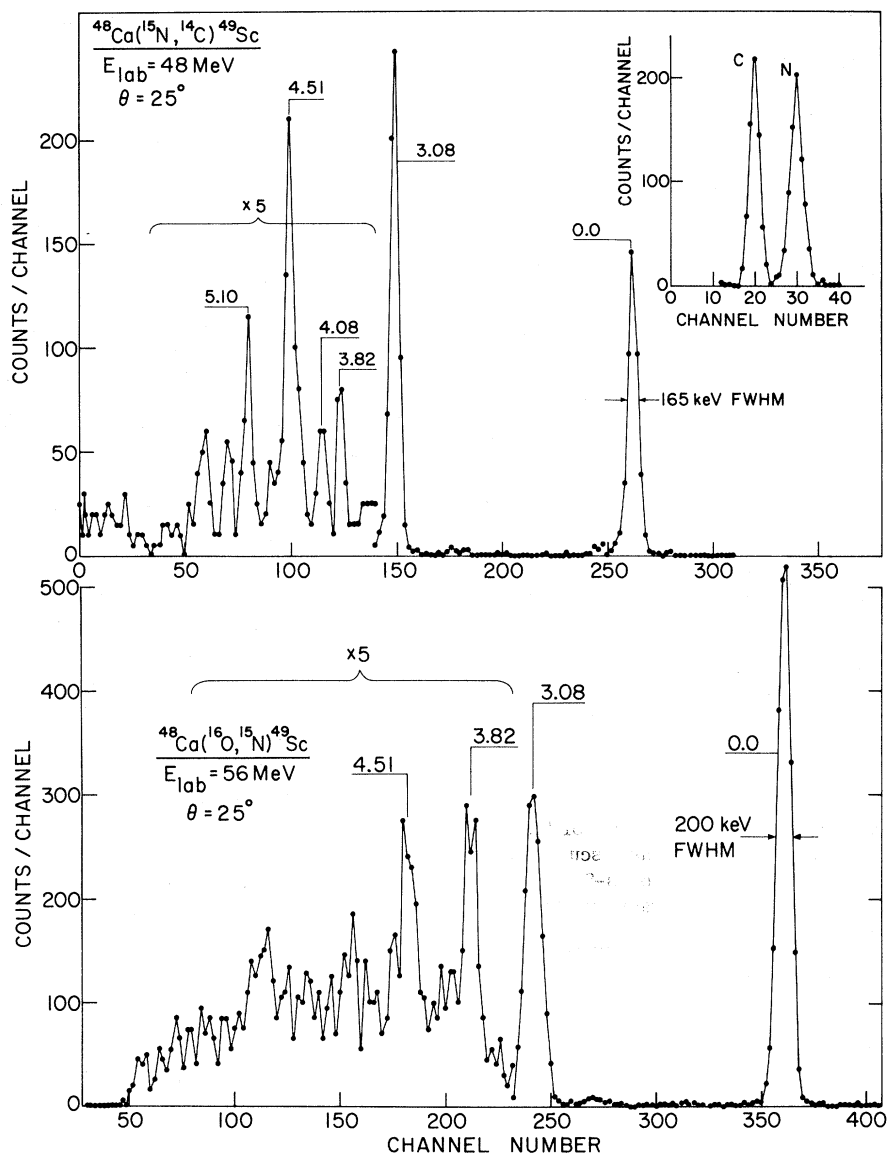 ⁴⁸Ca(¹⁵N,¹⁴C)⁴⁹Sc
E_lab = 48 MeV
θ = 25°
4.51
3.08
×5
5.10
4.08
3.82
0.0
165 keV FWHM
COUNTS / CHANNEL
200
150
100
50
0
0 50 100 150 200 250 300 350
C N
COUNTS/CHANNEL
200
100
0
0 10 20 30 40
CHANNEL NUMBER
500
400
300
200
100
0
COUNTS / CHANNEL
×5
⁴⁸Ca(¹⁶O,¹⁵N)⁴⁹Sc
E_lab = 56 MeV
θ = 25°
4.51
3.82
3.08
0.0
200 keV
FWHM
50 100 150 200 250 300 350 400
CHANNEL NUMBER